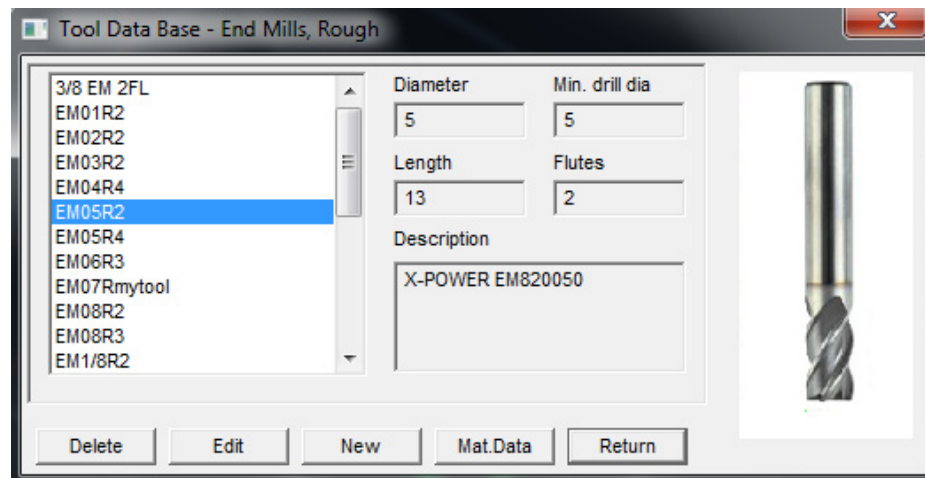 Tool Data Base - End Mills, Rough
X
3/8 EM 2FL
EM01R2
EM02R2
EM03R2
EM04R4
EM05R2
EM05R4
EM06R3
EM07Rmytool
EM08R2
EM08R3
EM1/8R2
Diameter
Min. drill dia
5
5
Length
Flutes
13
2
Description
X-POWER EM820050
Delete
Edit
New
Mat.Data
Return